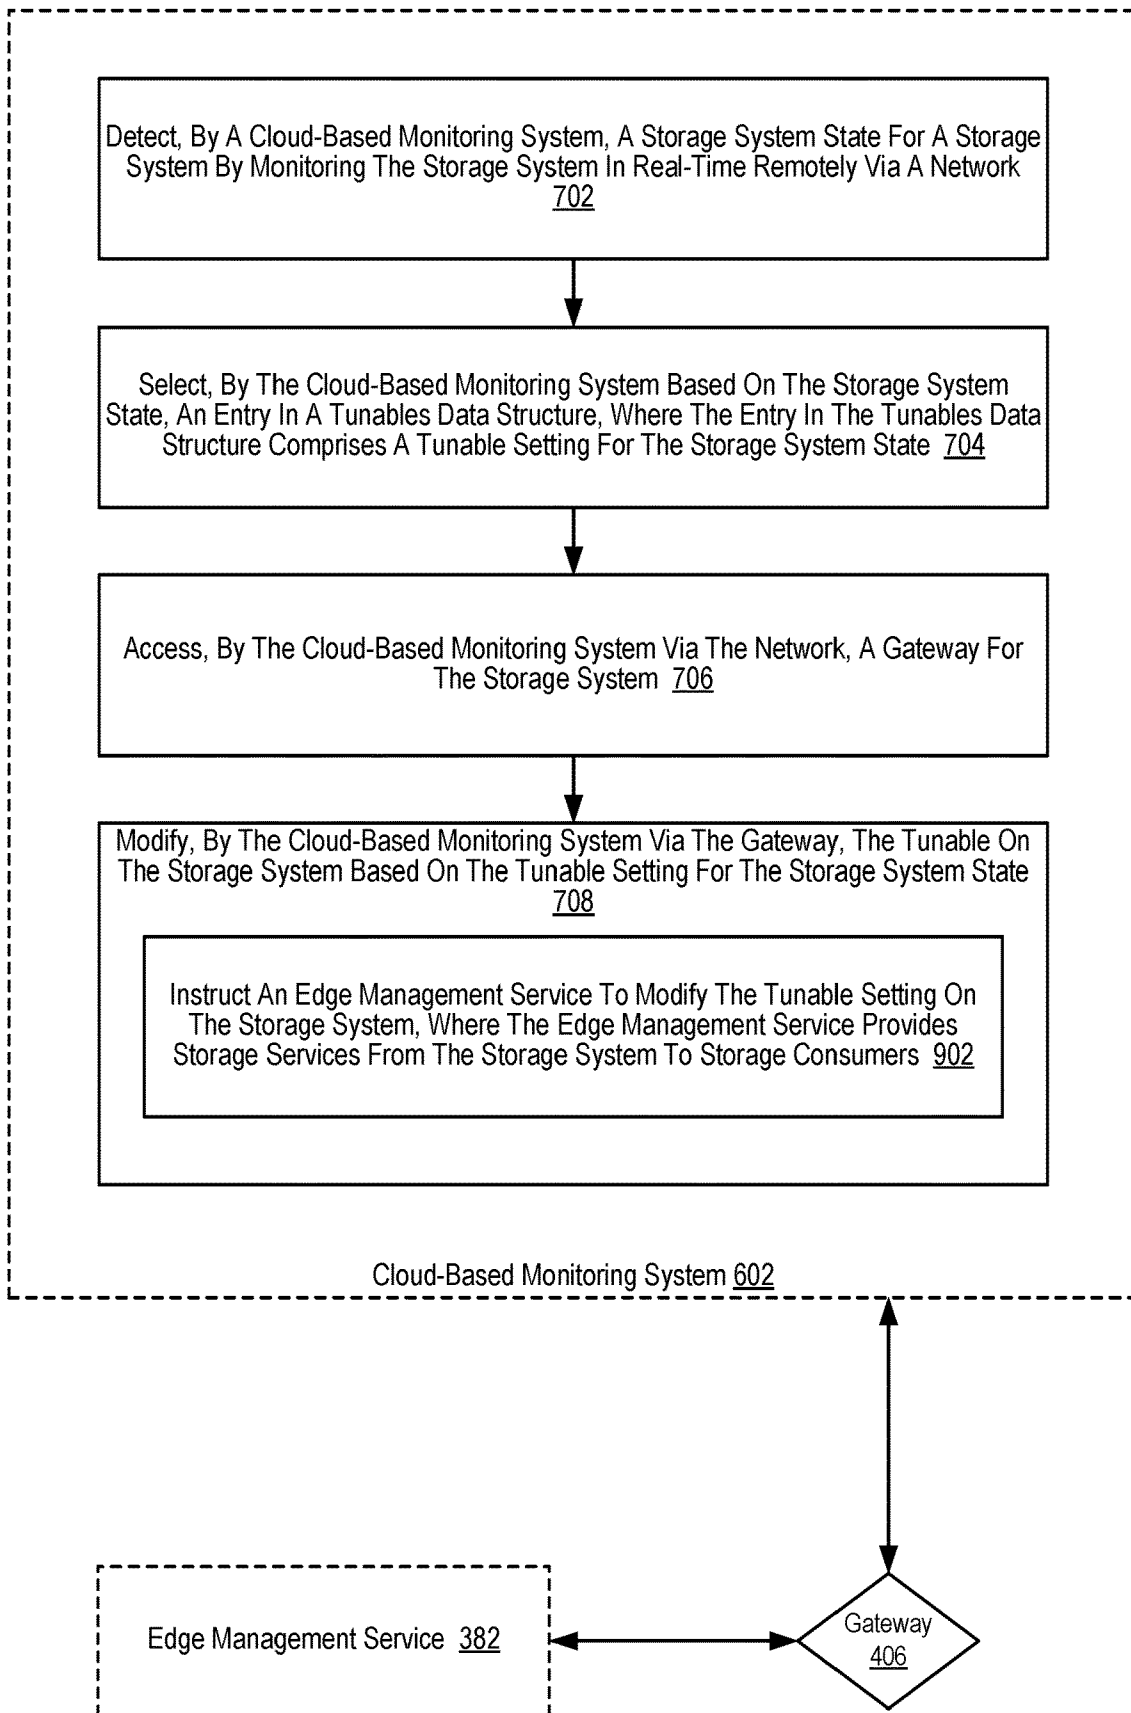 Detect, By A Cloud-Based Monitoring System, A Storage System State For A Storage
System By Monitoring The Storage System In Real-Time Remotely Via A Network
702
Select, By The Cloud-Based Monitoring System Based On The Storage System
State, An Entry In A Tunables Data Structure, Where The Entry In The Tunables Data
Structure Comprises A Tunable Setting For The Storage System State 704
Access, By The Cloud-Based Monitoring System Via The Network, A Gateway For
The Storage System 706
Modify, By The Cloud-Based Monitoring System Via The Gateway, The Tunable On
The Storage System Based On The Tunable Setting For The Storage System State
708
Instruct An Edge Management Service To Modify The Tunable Setting On
The Storage System, Where The Edge Management Service Provides
Storage Services From The Storage System To Storage Consumers 902
Cloud-Based Monitoring System 602
Edge Management Service 382
Gateway
406